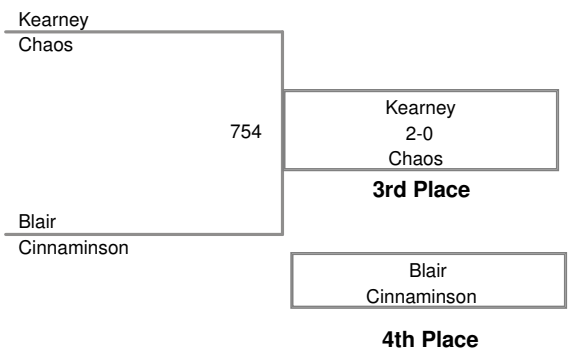 Kearney
Chaos
754
Kearney
2-0
Chaos
3rd Place
Blair
Cinnaminson
Blair
Cinnaminson
4th Place